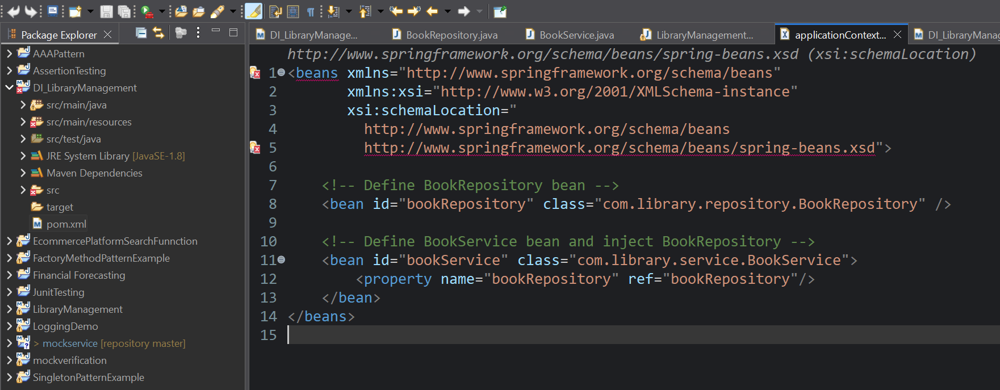 Package Explorer
AAAPattern
AssertionTesting
DI_LibraryManagement
src/main/java
src/main/resources
src/test/java
JRE System Library [JavaSE-1.8]
Maven Dependencies
src
target
pom.xml
EcommercePlatformSearchFunnction
FactoryMethodPatternExample
Financial Forecasting
JunitTesting
LibraryManagement
LoggingDemo
> mockservice [repository master]
mockverification
SingletonPatternExample
DI_LibraryManage... BookRepository.java BookService.java LibraryManagement... applicationContext... DI_LibraryManag
http://www.springframework.org/schema/beans/spring-beans.xsd (xsi:schemaLocation)
1 <beans xmlns="http://www.springframework.org/schema/beans"
2 xmlns:xsi="http://www.w3.org/2001/XMLSchema-instance"
3 xsi:schemaLocation="
4 http://www.springframework.org/schema/beans
5 http://www.springframework.org/schema/beans/spring-beans.xsd">
6
7 <!-- Define BookRepository bean -->
8 <bean id="bookRepository" class="com.library.repository.BookRepository" />
9
10 <!-- Define BookService bean and inject BookRepository -->
11 <bean id="bookService" class="com.library.service.BookService">
12 <property name="bookRepository" ref="bookRepository"/>
13 </bean>
14 </beans>
15